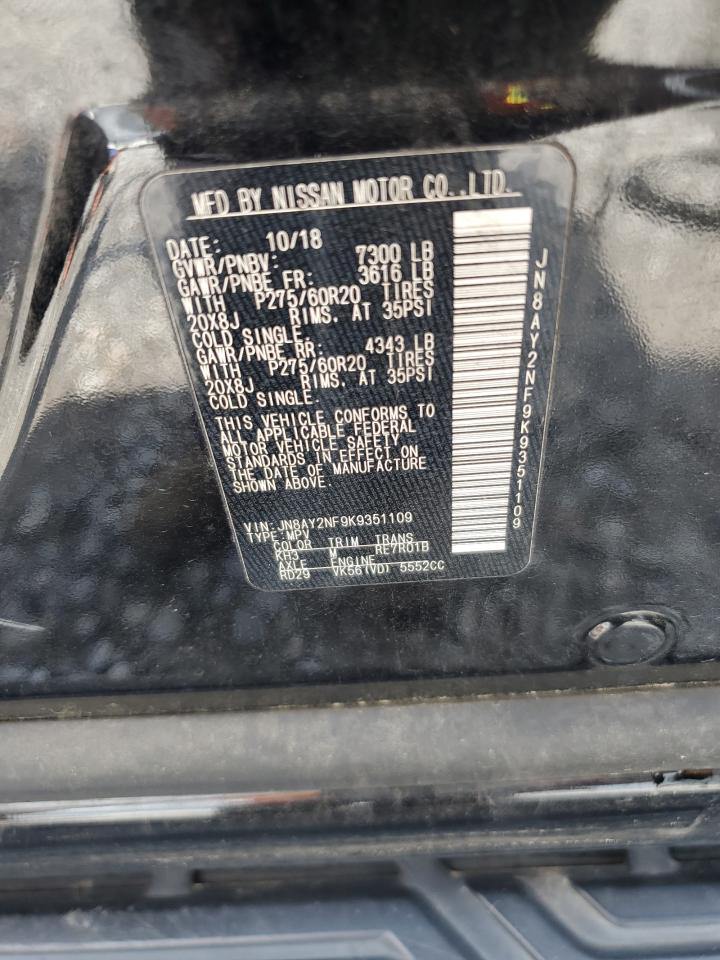 MFD BY NISSAN MOTOR CO.,LTD.
DATE: 10/18
GVWR/PNBV: 7300 LB
GAWR/PNBE FR: 3616 LB
WITH P275/60R20 TIRES
20X8J RIMS, AT 35PSI
COLD SINGLE.
GAWR/PNBE RR: 4343 LB
WITH P275/60R20 TIRES
20X8J RIMS, AT 35PSI
COLD SINGLE.
THIS VEHICLE CONFORMS TO
ALL APPLICABLE FEDERAL
MOTOR VEHICLE SAFETY
STANDARDS IN EFFECT ON
THE DATE OF MANUFACTURE
SHOWN ABOVE.
VIN: JN8AY2NF9K9351109
TYPE: MPV
COLOR TRIM TRANS
KH3 M RE7R01B
AXLE ENGINE
RD29 VK56(VD) 5552CC
JN8AY2NF9K9351109